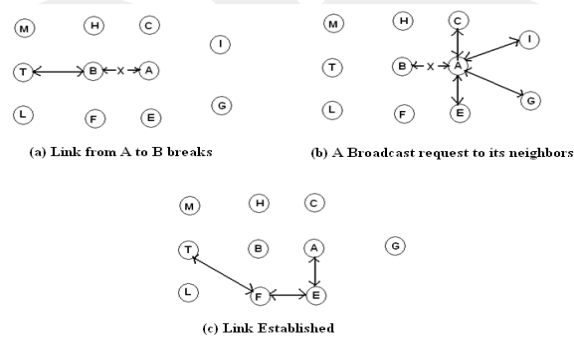 M H C
I
T B X A
G
L F E
(a) Link from A to B breaks
M H C
I
T B X A
G
L F E
(b) A Broadcast request to its neighbors
M H C
T B A G
L F E
(c) Link Established